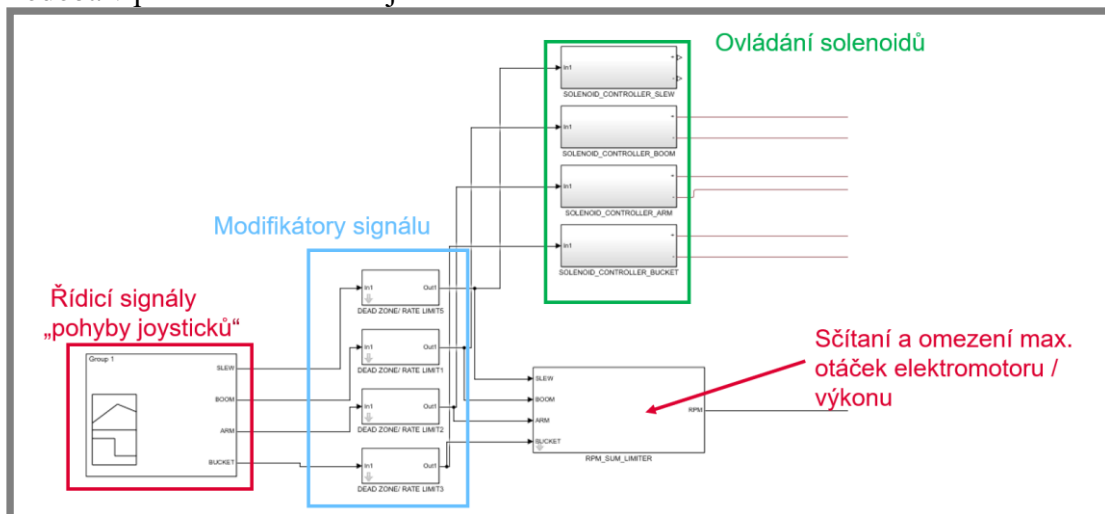 Ovládání solenoidů
In1
+
-
SOLENOID_CONTROLLER_SLEW
In1
+
-
SOLENOID_CONTROLLER_BOOM
In1
+
-
SOLENOID_CONTROLLER_ARM
In1
+
-
SOLENOID_CONTROLLER_BUCKET
Modifikátory signálu
In1 Out1
DEAD ZONE/ RATE LIMIT5
In1 Out1
DEAD ZONE/ RATE LIMIT1
In1 Out1
DEAD ZONE/ RATE LIMIT2
In1 Out1
DEAD ZONE/ RATE LIMIT3
Řídicí signály
„pohyby joysticků“
Group 1
SLEW
BOOM
ARM
BUCKET
SLEW
BOOM
ARM
BUCKET
RPM
RPM_SUM_LIMITER
Sčítaní a omezení max.
otáček elektromotoru /
výkonu